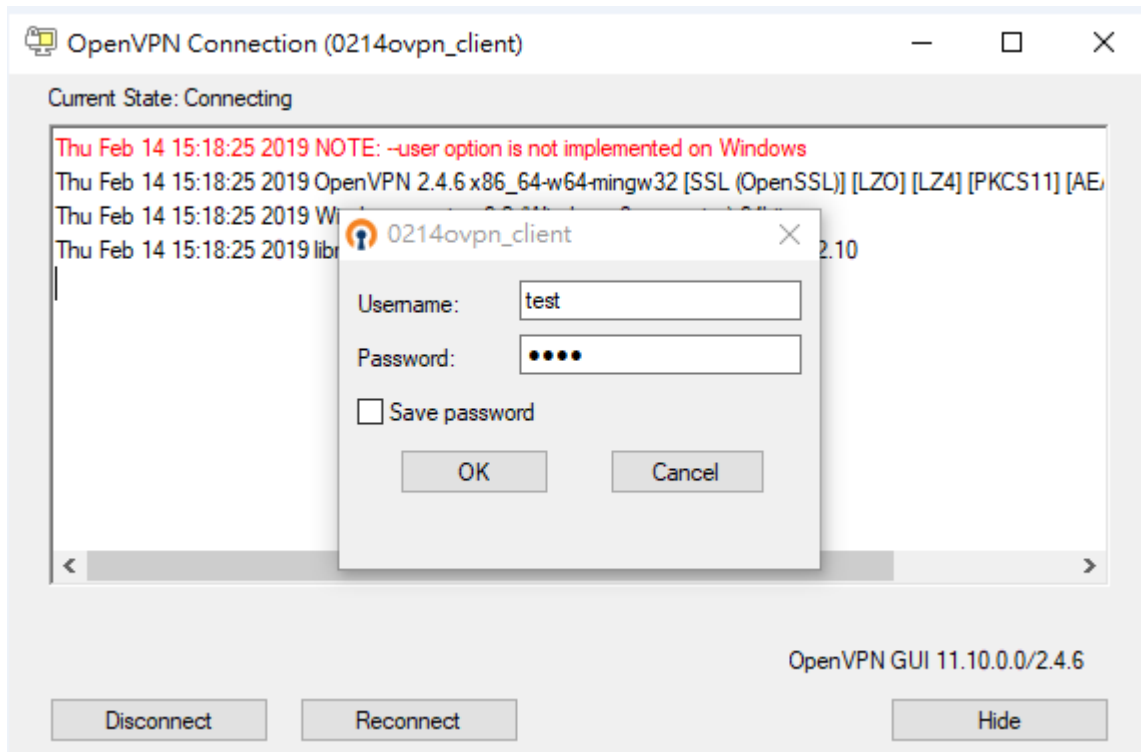 OpenVPN Connection (0214ovpn_client)
Current State: Connecting
Thu Feb 14 15:18:25 2019 NOTE: --user option is not implemented on Windows
Thu Feb 14 15:18:25 2019 OpenVPN 2.4.6 x86_64-w64-mingw32 [SSL (OpenSSL)] [LZO] [LZ4] [PKCS11] [AE
Thu Feb 14 15:18:25 2019
Thu Feb 14 15:18:25 2019 2.10
0214ovpn_client
Username: test
Password: ••••
Save password
OK Cancel
OpenVPN GUI 11.10.0.0/2.4.6
Disconnect Reconnect Hide